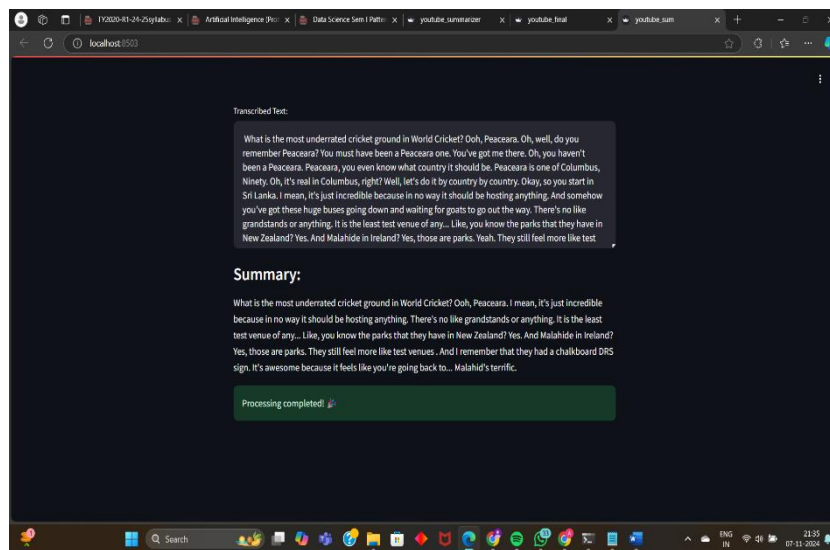 TY2020-R1-24-25syllabus
Artificial Intelligence (Prof
Data Science Sem I Patte
youtube_summarizer
youtube_final
youtube_sum
localhost:8503
Transcribed Text:
What is the most underrated cricket ground in World Cricket? Ooh, Peaceara. Oh, well, do you
remember Peaceara? You must have been a Peaceara one. You've got me there. Oh, you haven't
been a Peaceara. Peaceara, you even know what country it should be. Peaceara is one of Columbus,
Ninety. Oh, it's real in Columbus, right? Well, let's do it by country by country. Okay, so you start in
Sri Lanka. I mean, it's just incredible because in no way it should be hosting anything. And somehow
you've got these huge buses going down and waiting for goats to go out the way. There's no like
grandstands or anything. It is the least test venue of any... Like, you know the parks that they have in
New Zealand? Yes. And Malahide in Ireland? Yes, those are parks. Yeah. They still feel more like test
Summary:
What is the most underrated cricket ground in World Cricket? Ooh, Peaceara. I mean, it's just incredible
because in no way it should be hosting anything. There's no like grandstands or anything. It is the least
test venue of any... Like, you know the parks that they have in New Zealand? Yes. And Malahide in Ireland?
Yes, those are parks. They still feel more like test venues . And I remember that they had a chalkboard DRS
sign. It's awesome because it feels like you're going back to... Malahid's terrific.
Processing completed! 🎉
Search
ENG
IN
21:35
07-11-2024